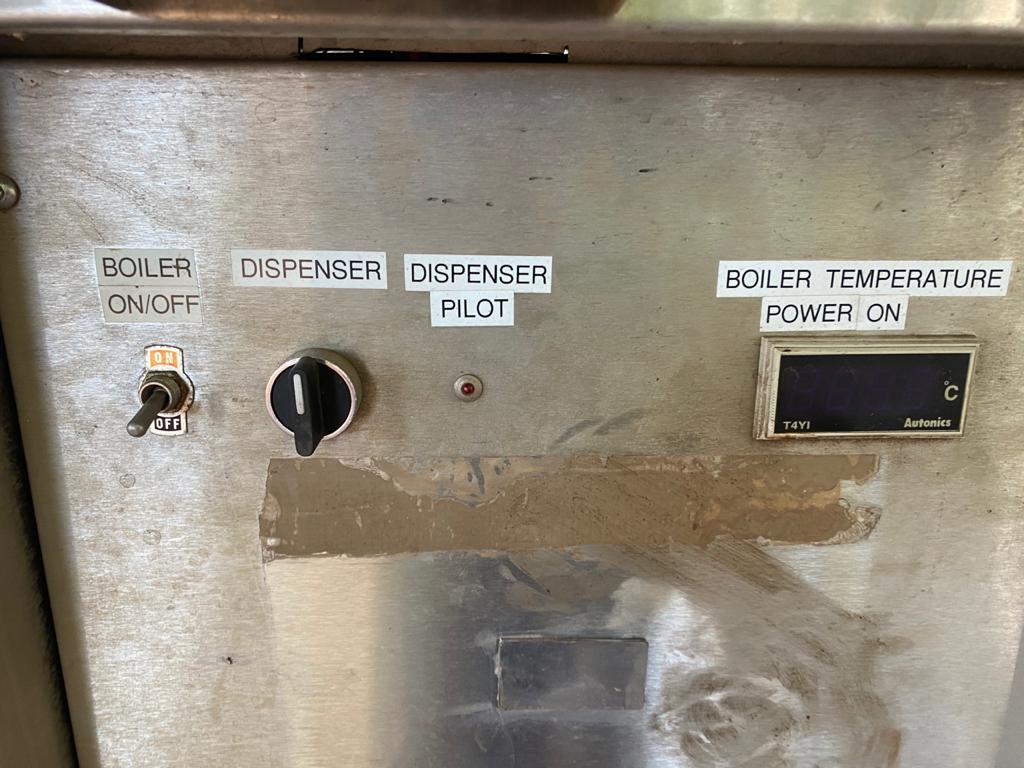 BOILER
ON/OFF
DISPENSER
DISPENSER
PILOT
BOILER TEMPERATURE
POWER ON
ON
OFF
°C
T4YI
Autonics